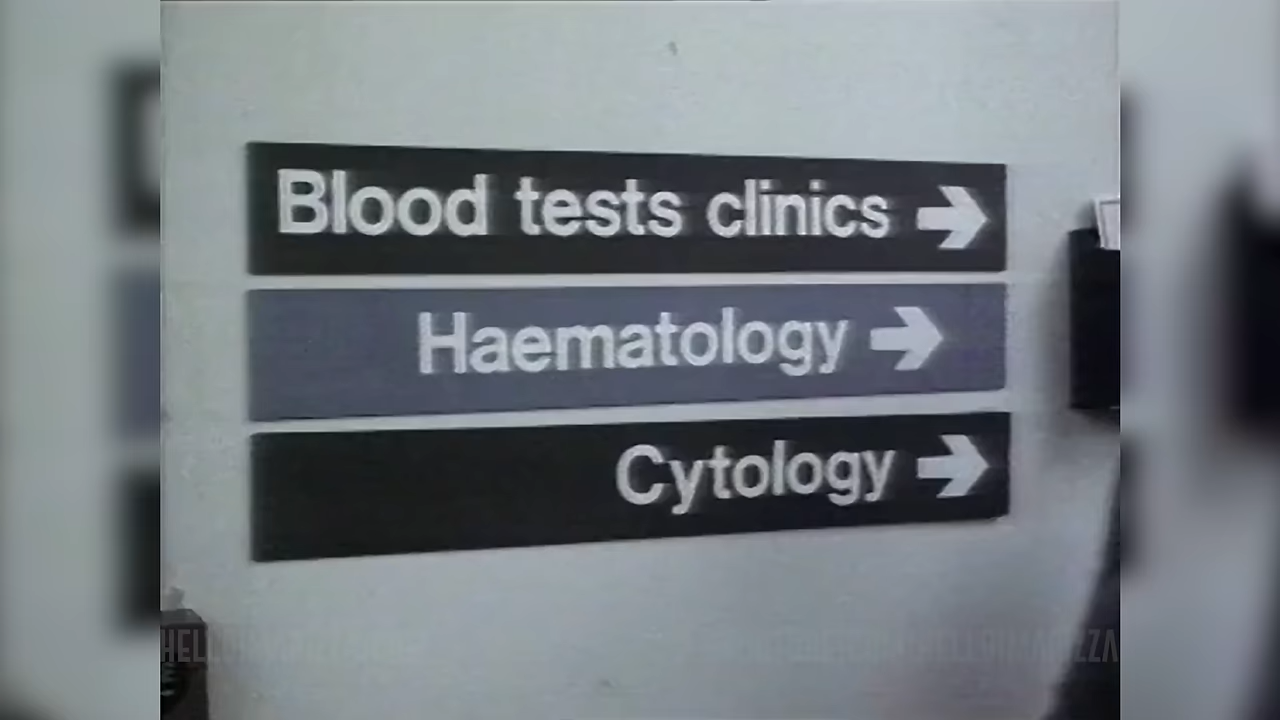 Blood tests clinics →
Haematology →
Cytology →